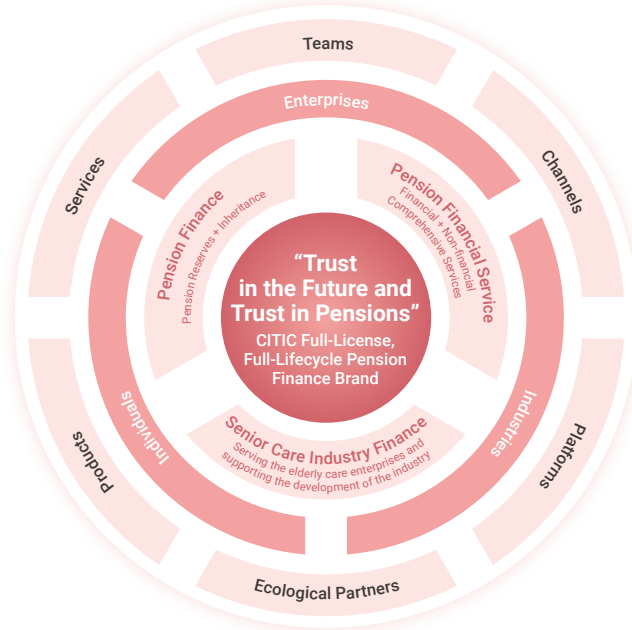 Teams
Enterprises
Services
Channels
Pension Finance
Pension Reserves + Inheritance
Pension Financial Service
Financial + Non-financial
Comprehensive Services
“Trust
in the Future and
Trust in Pensions”
CITIC Full-License,
Full-Lifecycle Pension
Finance Brand
Individuals
Industries
Senior Care Industry Finance
Serving the elderly care enterprises and
supporting the development of the industry
Products
Platforms
Ecological Partners